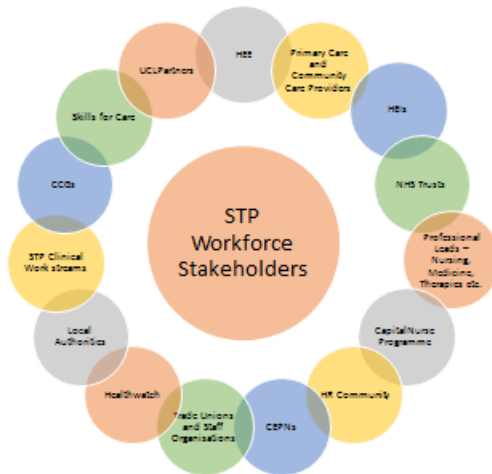 STP
Workforce
Stakeholders
HEE
Primary Care
and
Community
Care Providers
HEIs
NHS Trusts
Professional
Leads –
Nursing,
Medicine,
Therapies etc.
CapitalNurse
Programme
HR Community
CEPNs
Trade Unions
and Staff
Organisations
Healthwatch
Local
Authorities
STP Clinical
Work streams
CCGs
Skills for Care
UCLPartners